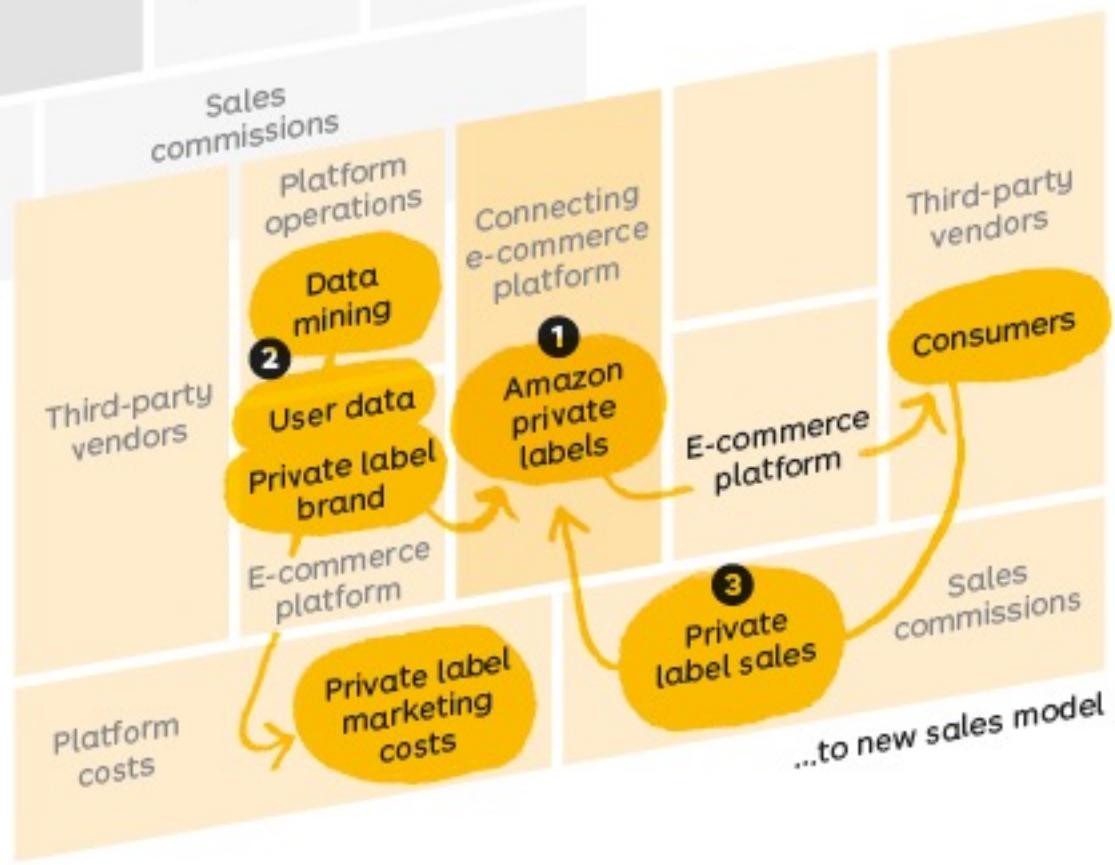 Sales
commissions
Platform
operations
Data
mining
2
User data
Private label
brand
E-commerce
platform
Third-party
vendors
Connecting
e-commerce
platform
1
Amazon
private
labels
E-commerce
platform
Third-party
vendors
Consumers
Platform
costs
Private label
marketing
costs
3
Private
label sales
Sales
commissions
...to new sales model